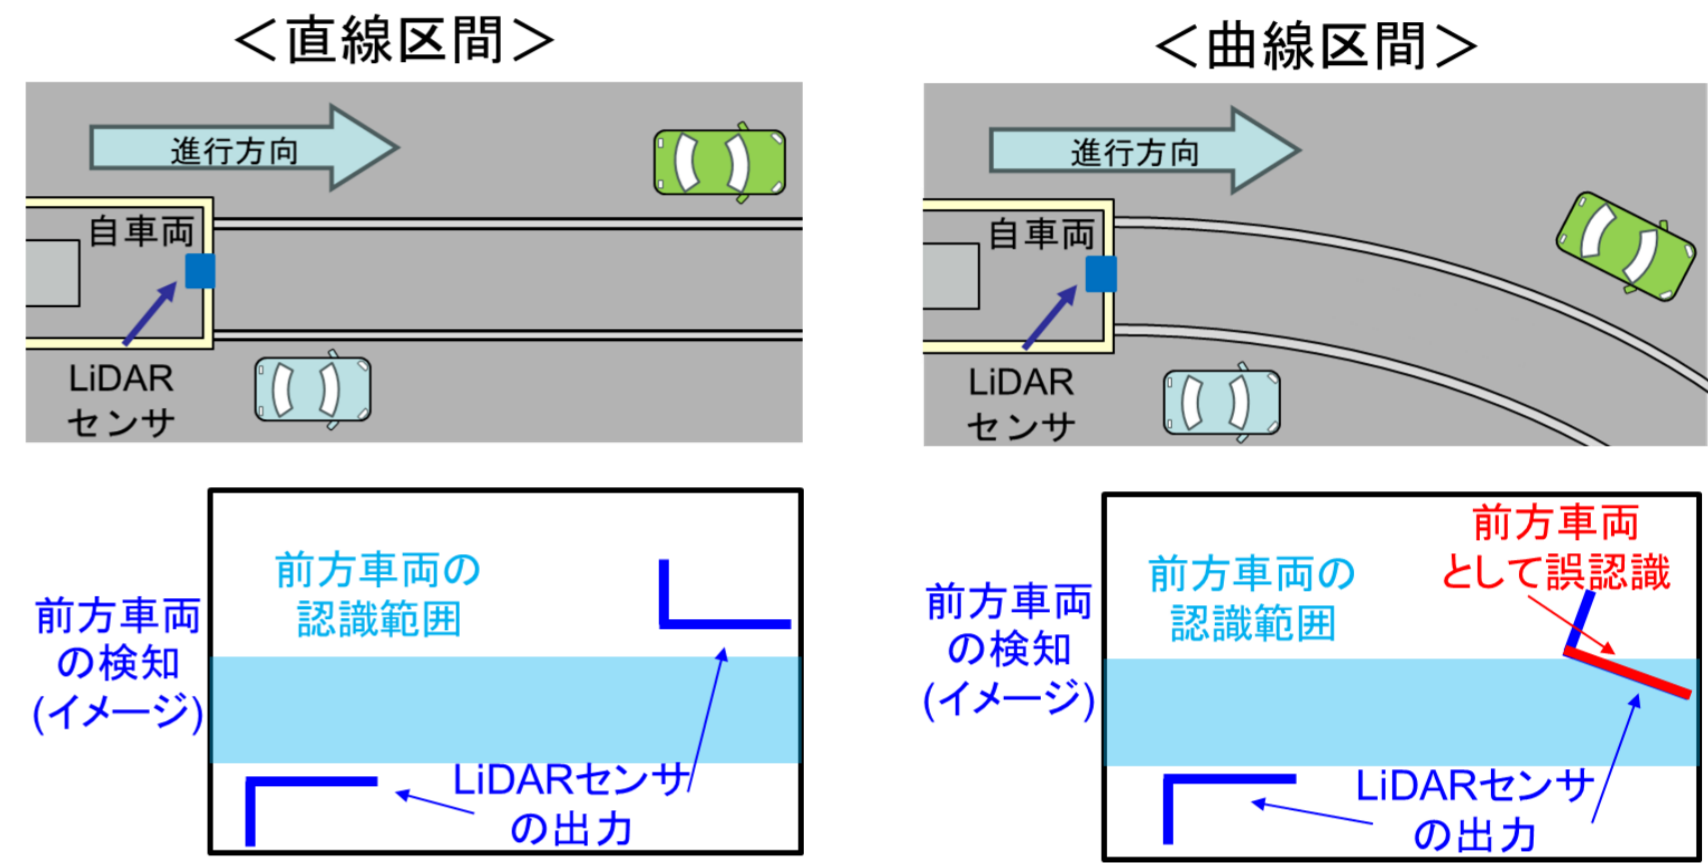 ＜直線区間＞
進行方向
自車両
LiDAR
センサ
前方車両の
認識範囲
前方車両
の検知
(イメージ)
LiDARセンサ
の出力
＜曲線区間＞
進行方向
自車両
LiDAR
センサ
前方車両
として誤認識
前方車両の
認識範囲
前方車両
の検知
(イメージ)
LiDARセンサ
の出力